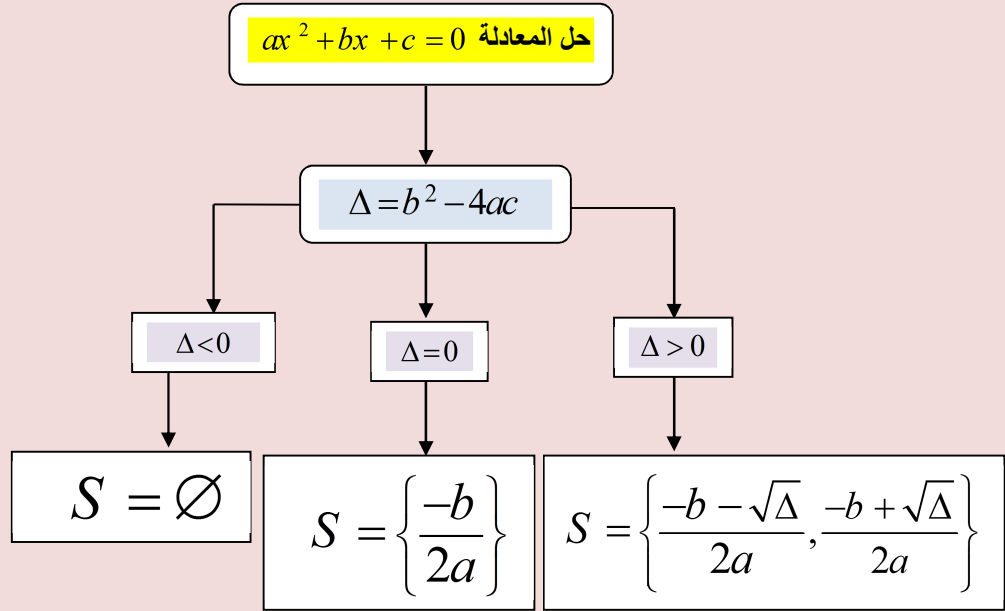 حل المعادلة ax² + bx + c = 0
Δ = b² − 4ac
Δ < 0
Δ = 0
Δ > 0
S = ∅
S = {−b / 2a}
S = {(−b − √Δ) / 2a , (−b + √Δ) / 2a}